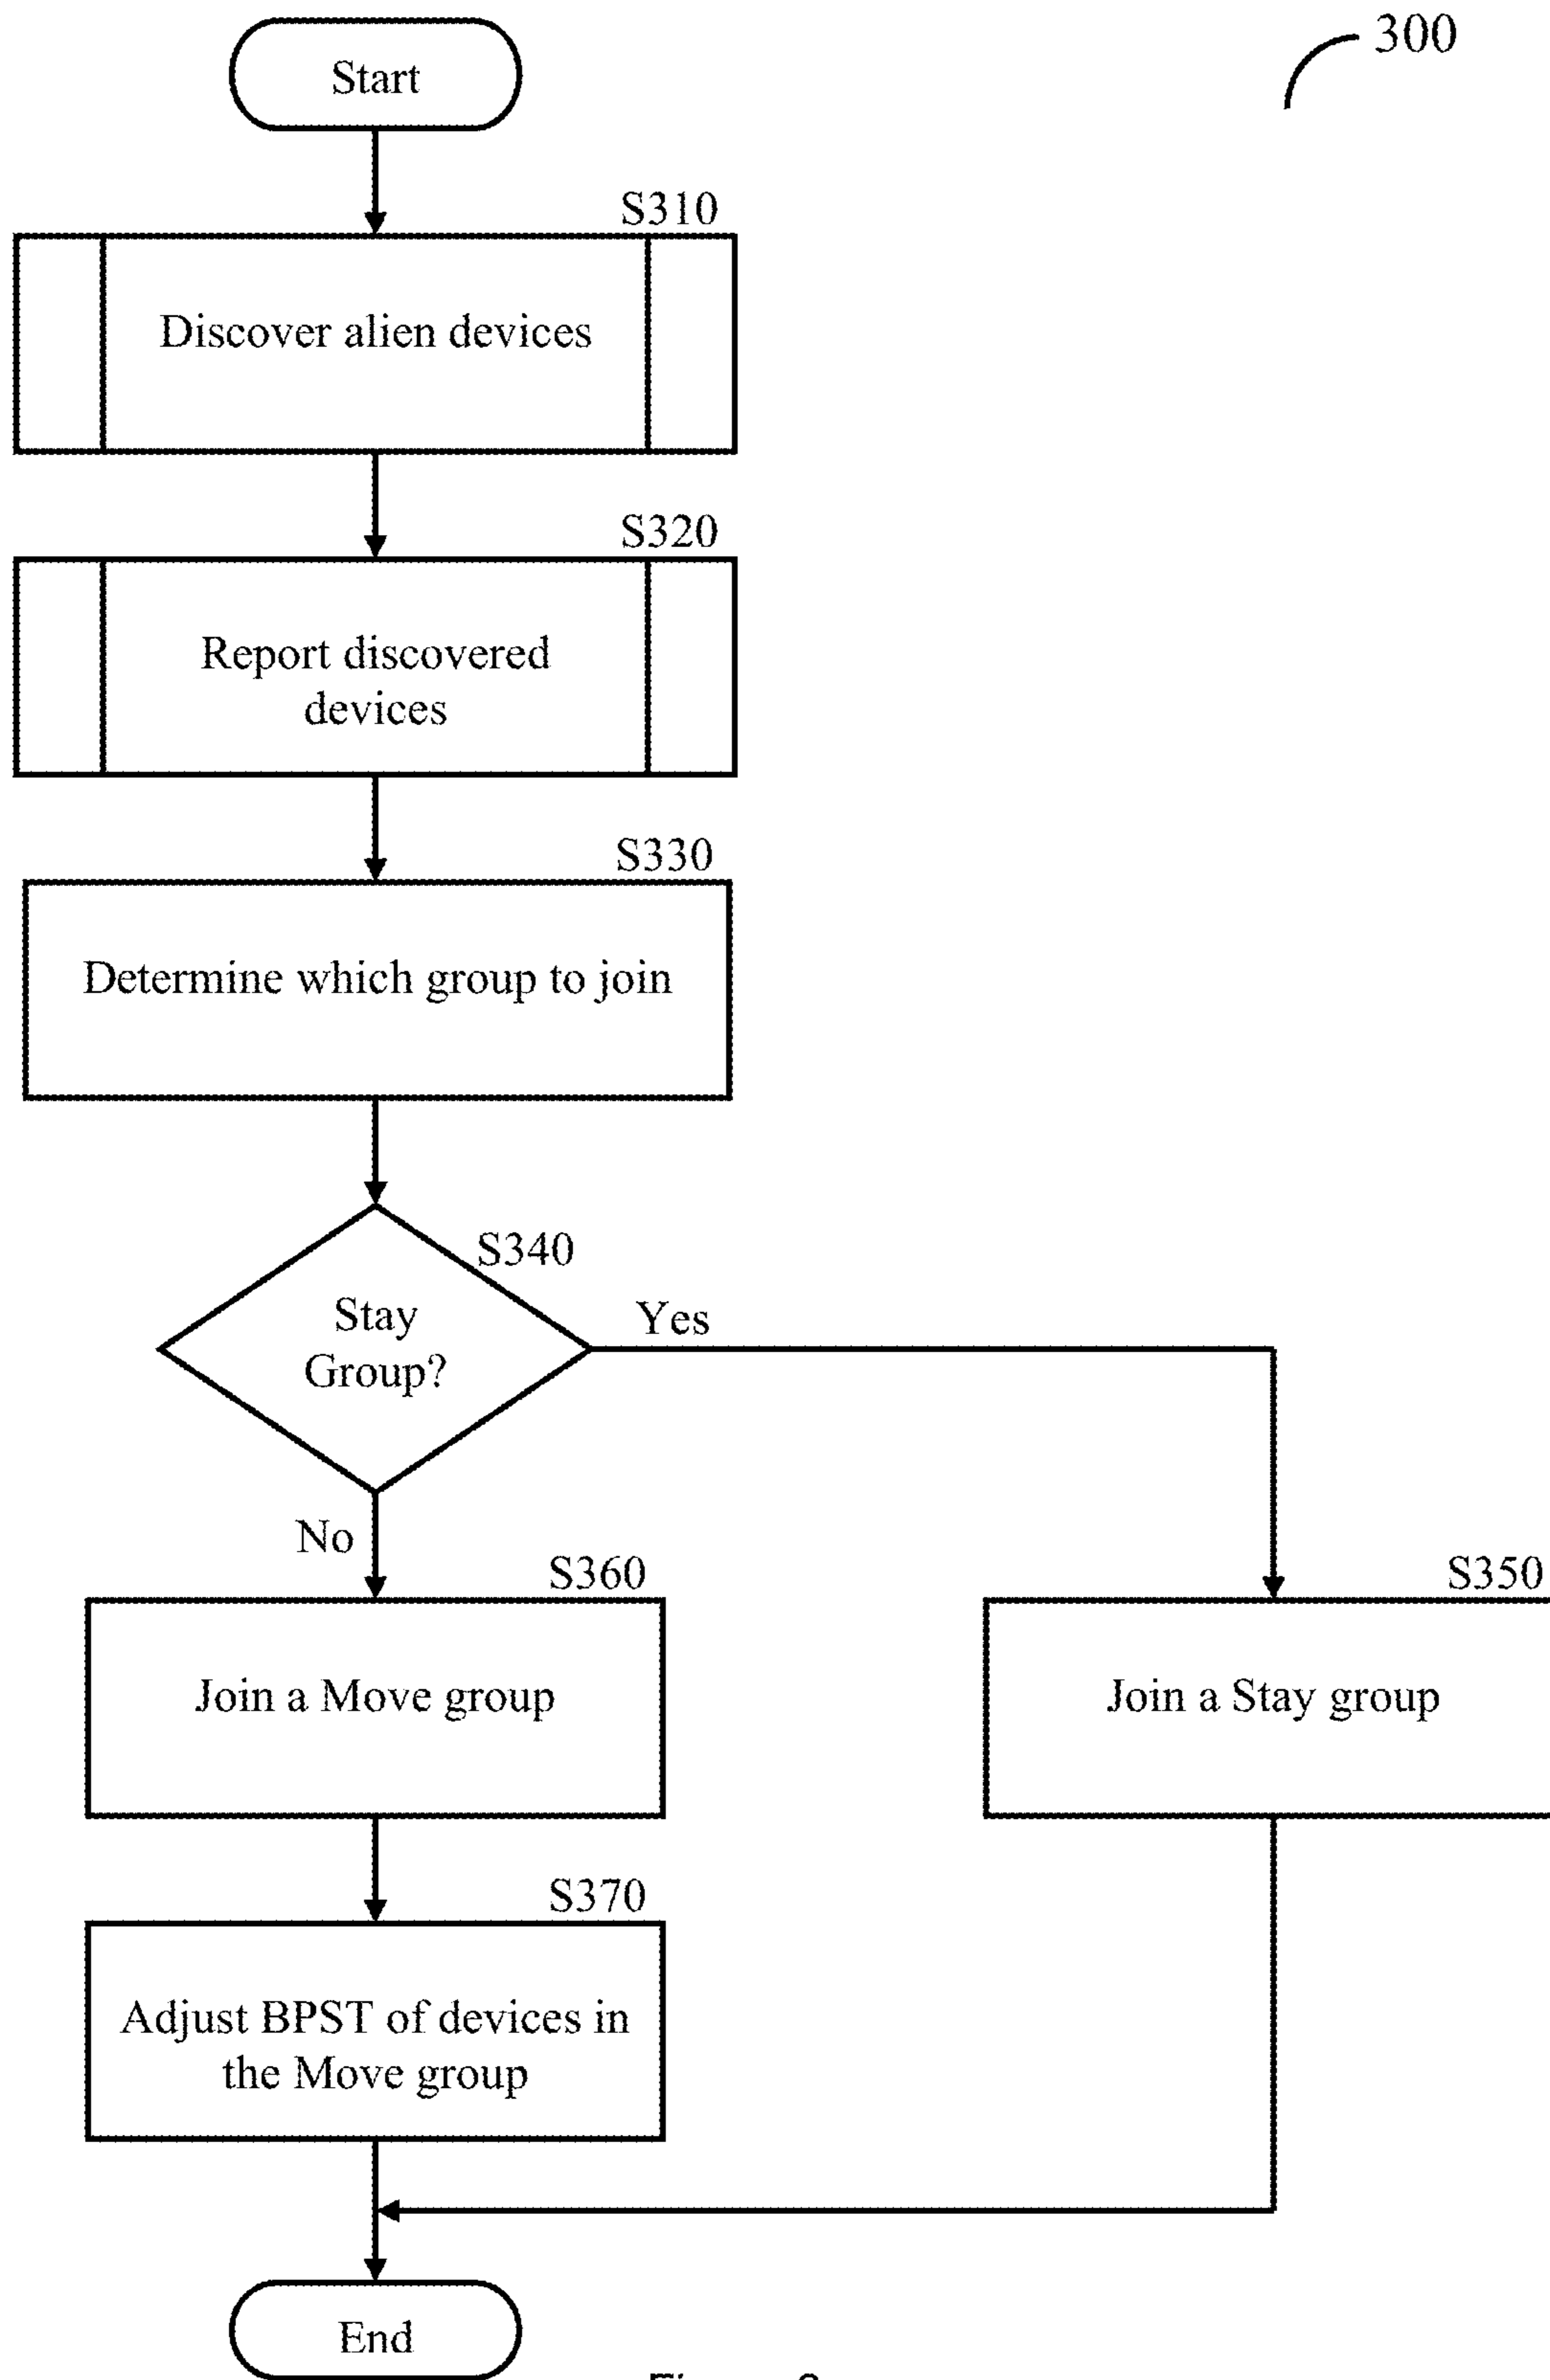 300
Start
S310
Discover alien devices
S320
Report discovered
devices
S330
Determine which group to join
S340
Stay
Group?
Yes
No
S360
Join a Move group
S350
Join a Stay group
S370
Adjust BPST of devices in
the Move group
End